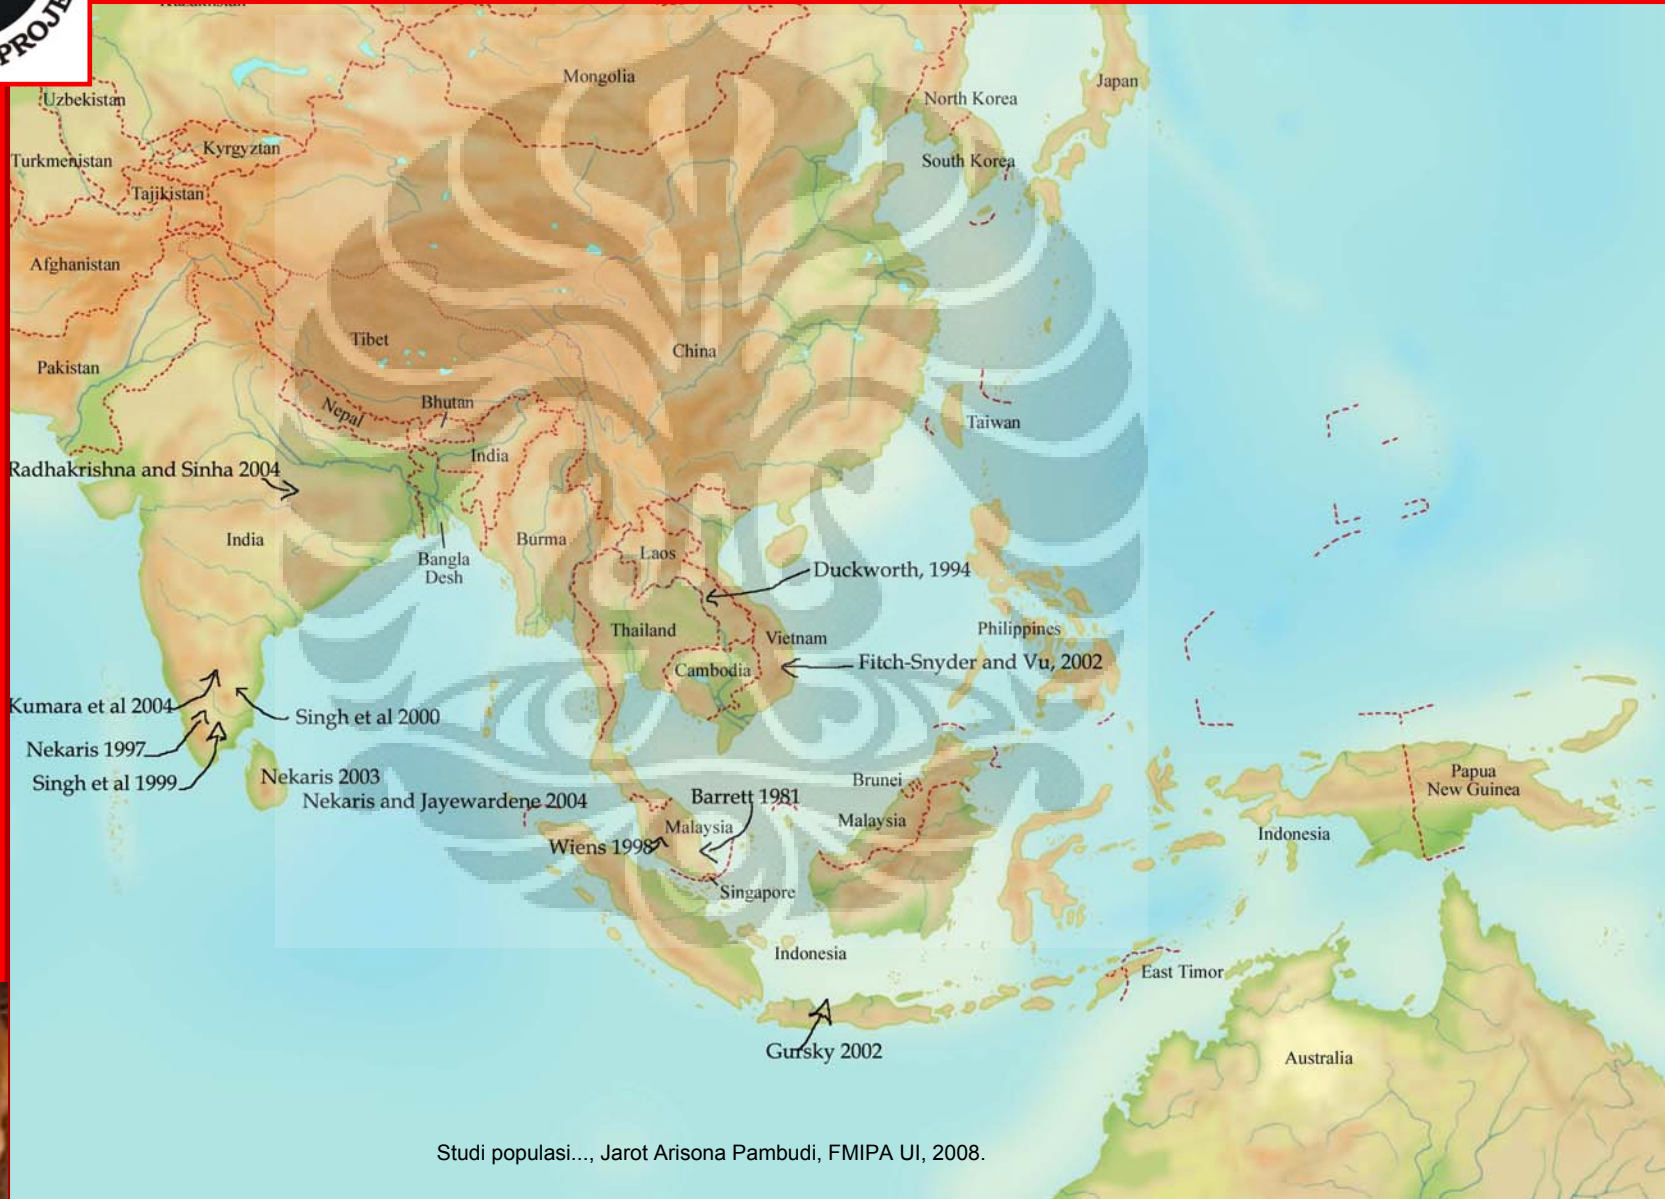 PROJE
Mongolia
Japan
Uzbekistan
North Korea
Kyrgyztan
Turkmenistan
South Korea
Tajikistan
Afghanistan
Tibet
China
Pakistan
Nepal
Bhutan
Taiwan
India
Radhakrishna and Sinha 2004
India
Burma
Laos
Bangla
Desh
Duckworth, 1994
Thailand
Vietnam
Philippines
Cambodia
Fitch-Snyder and Vu, 2002
Kumara et al 2004
Singh et al 2000
Nekaris 1997
Singh et al 1999
Nekaris 2003
Nekaris and Jayewardene 2004
Barrett 1981
Brunei
Papua
New Guinea
Malaysia
Malaysia
Indonesia
Wiens 1998
Singapore
Indonesia
East Timor
Gursky 2002
Australia
Studi populasi..., Jarot Arisona Pambudi, FMIPA UI, 2008.